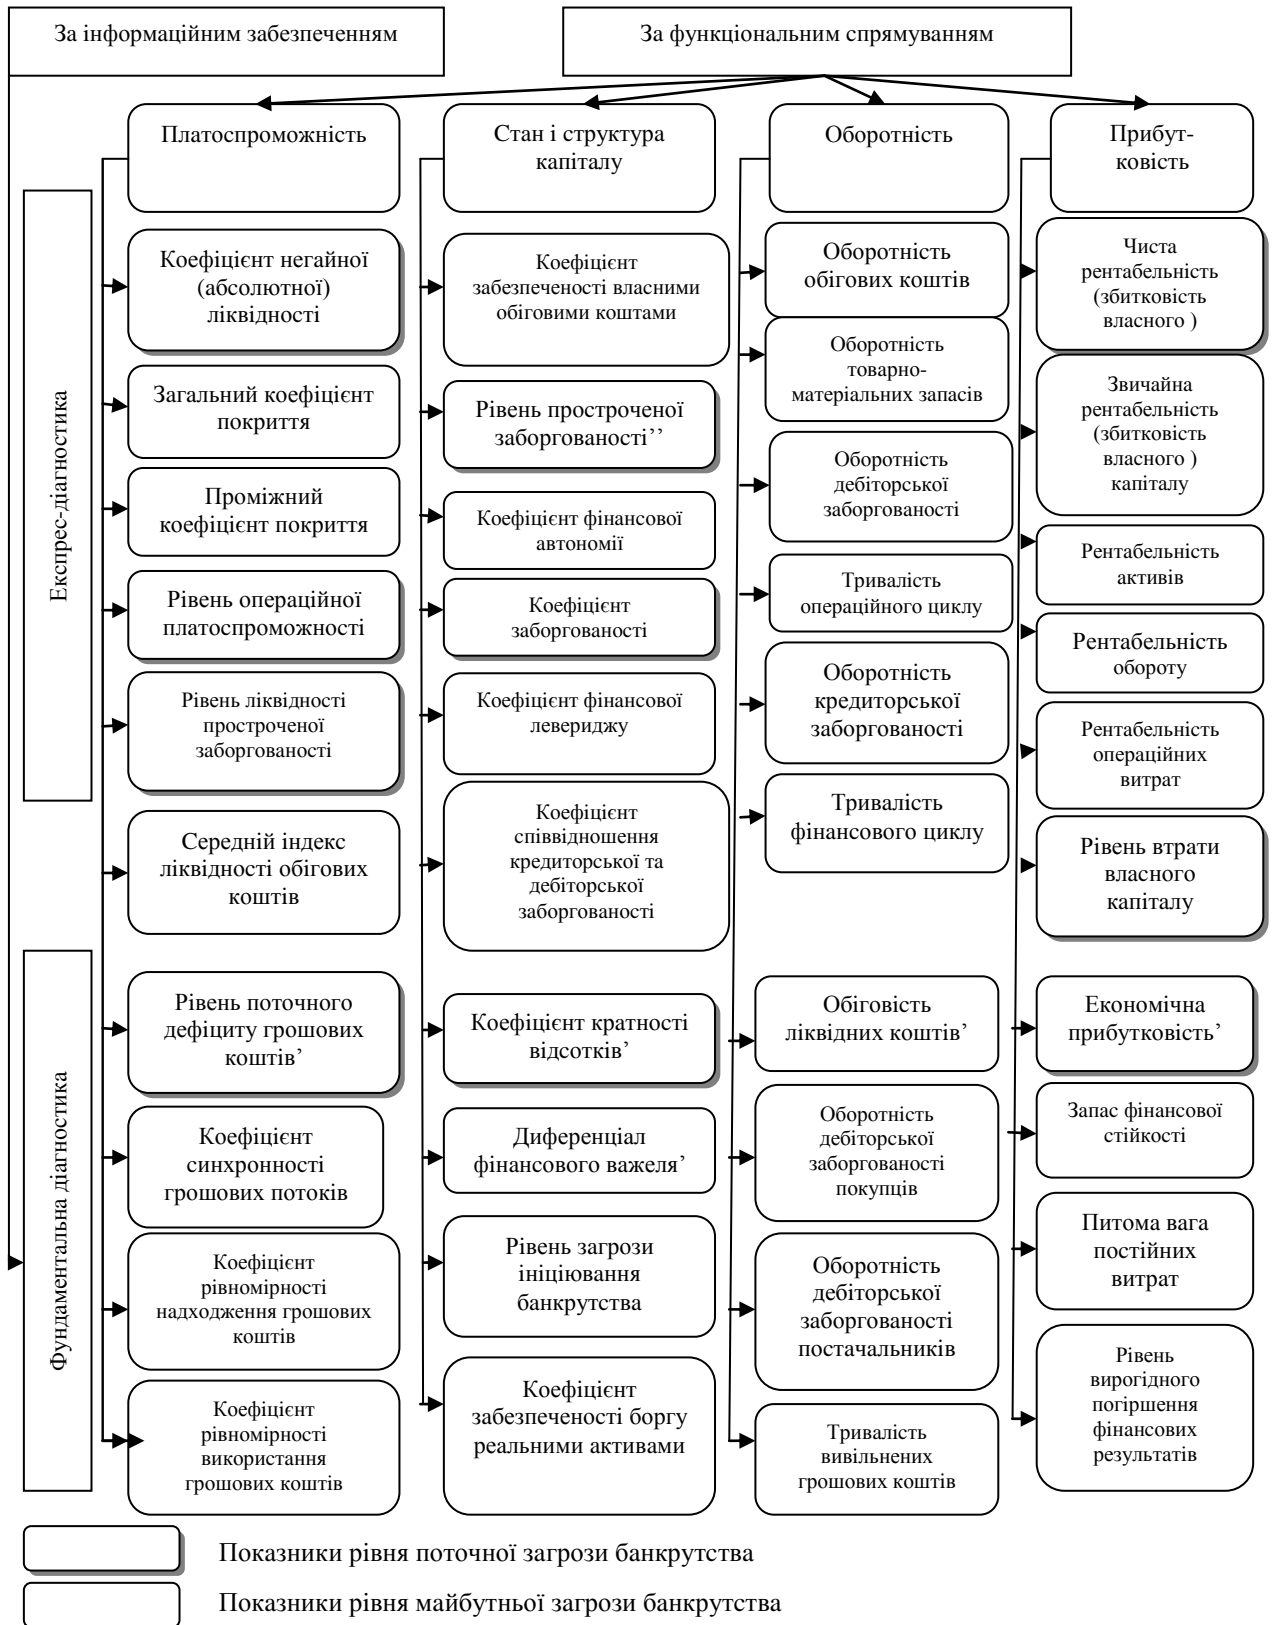 За інформаційним забезпеченням
За функціональним спрямуванням
Платоспроможність
Стан і структура
капіталу
Оборотність
Прибут-
ковість
Експрес-діагностика
Коефіцієнт негайної
(абсолютної)
ліквідності
Загальний коефіцієнт
покриття
Проміжний
коефіцієнт покриття
Рівень операційної
платоспроможності
Рівень ліквідності
простроченої
заборгованості
Середній індекс
ліквідності обігових
коштів
Коефіцієнт
забезпеченості власними
обіговими коштами
Рівень простроченої
заборгованості’’
Коефіцієнт фінансової
автономії
Коефіцієнт
заборгованості
Коефіцієнт фінансової
левериджу
Коефіцієнт
співвідношення
кредиторської та
дебіторської
заборгованості
Оборотність
обігових коштів
Оборотність
товарно-
матеріальних запасів
Оборотність
дебіторської
заборгованості
Тривалість
операційного циклу
Оборотність
кредиторської
заборгованості
Тривалість
фінансового циклу
Чиста
рентабельність
(збитковість
власного )
Звичайна
рентабельність
(збитковість
власного )
капіталу
Рентабельність
активів
Рентабельність
обороту
Рентабельність
операційних
витрат
Рівень втрати
власного
капіталу
Фундаментальна діагностика
Рівень поточного
дефіциту грошових
коштів’
Коефіцієнт
синхронності
грошових потоків
Коефіцієнт
рівномірності
надходження грошових
коштів
Коефіцієнт
рівномірності
використання
грошових коштів
Коефіцієнт кратності
відсотків’
Диференціал
фінансового важеля’
Рівень загрози
ініціювання
банкрутства
Коефіцієнт
забезпеченості боргу
реальними активами
Обіговість
ліквідних коштів’
Оборотність
дебіторської
заборгованості
покупців
Оборотність
дебіторської
заборгованості
постачальників
Тривалість
вивільнених
грошових коштів
Економічна
прибутковість’
Запас фінансової
стійкості
Питома вага
постійних
витрат
Рівень
вирогідного
погіршення
фінансових
результатів
Показники рівня поточної загрози банкрутства
Показники рівня майбутньої загрози банкрутства